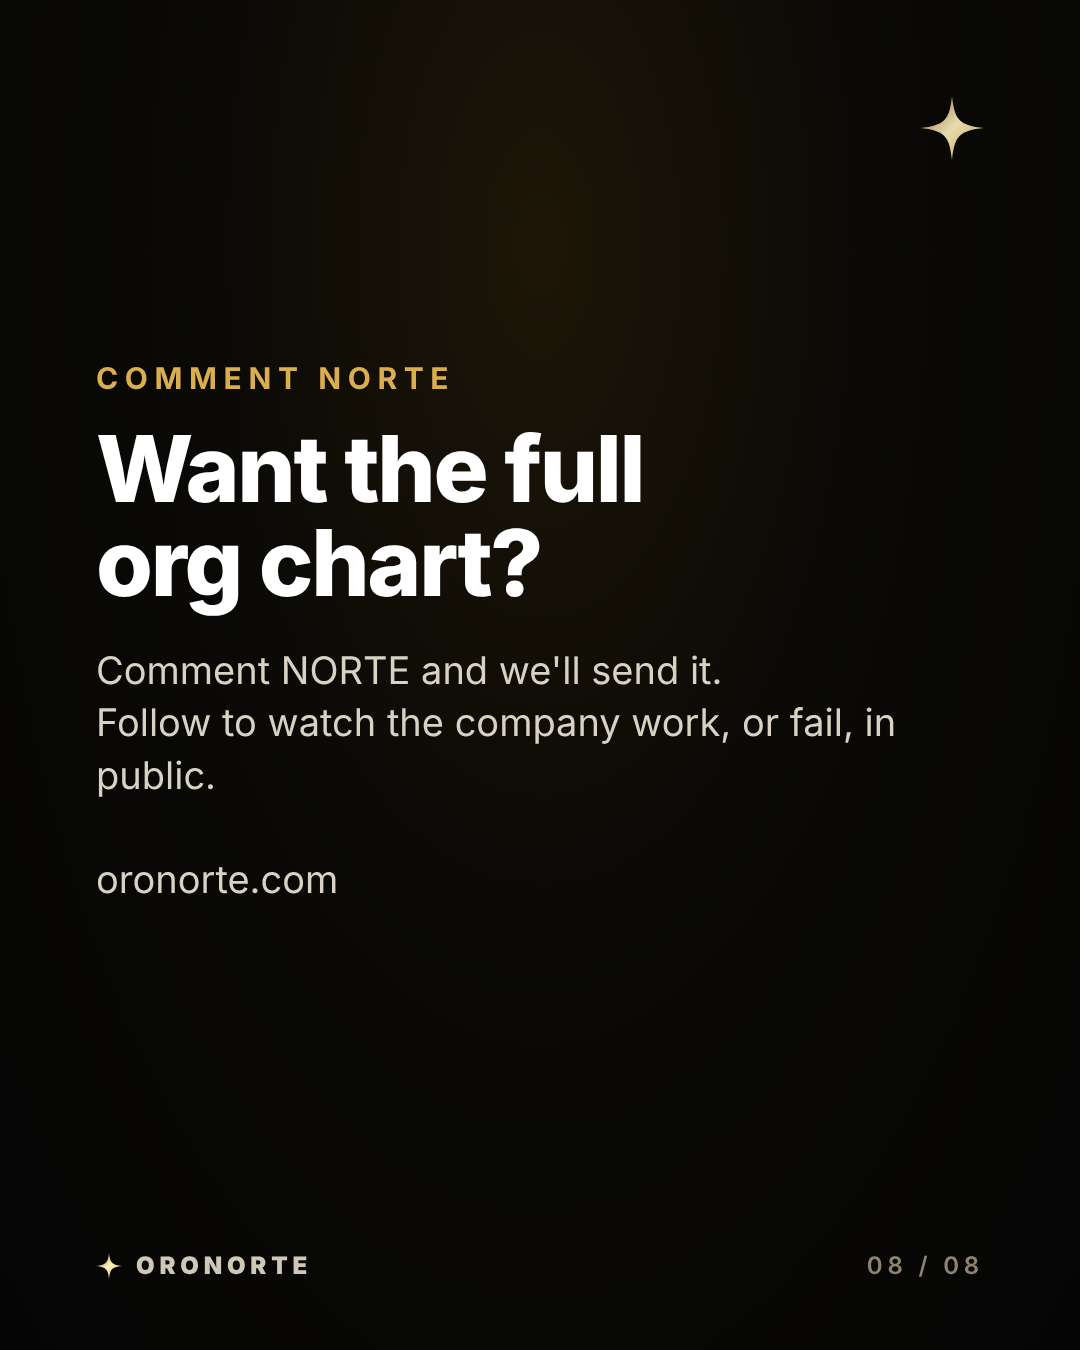 COMMENT NORTE
Want the full
org chart?
Comment NORTE and we'll send it.
Follow to watch the company work, or fail, in
public.
oronorte.com
ORONORTE
08 / 08